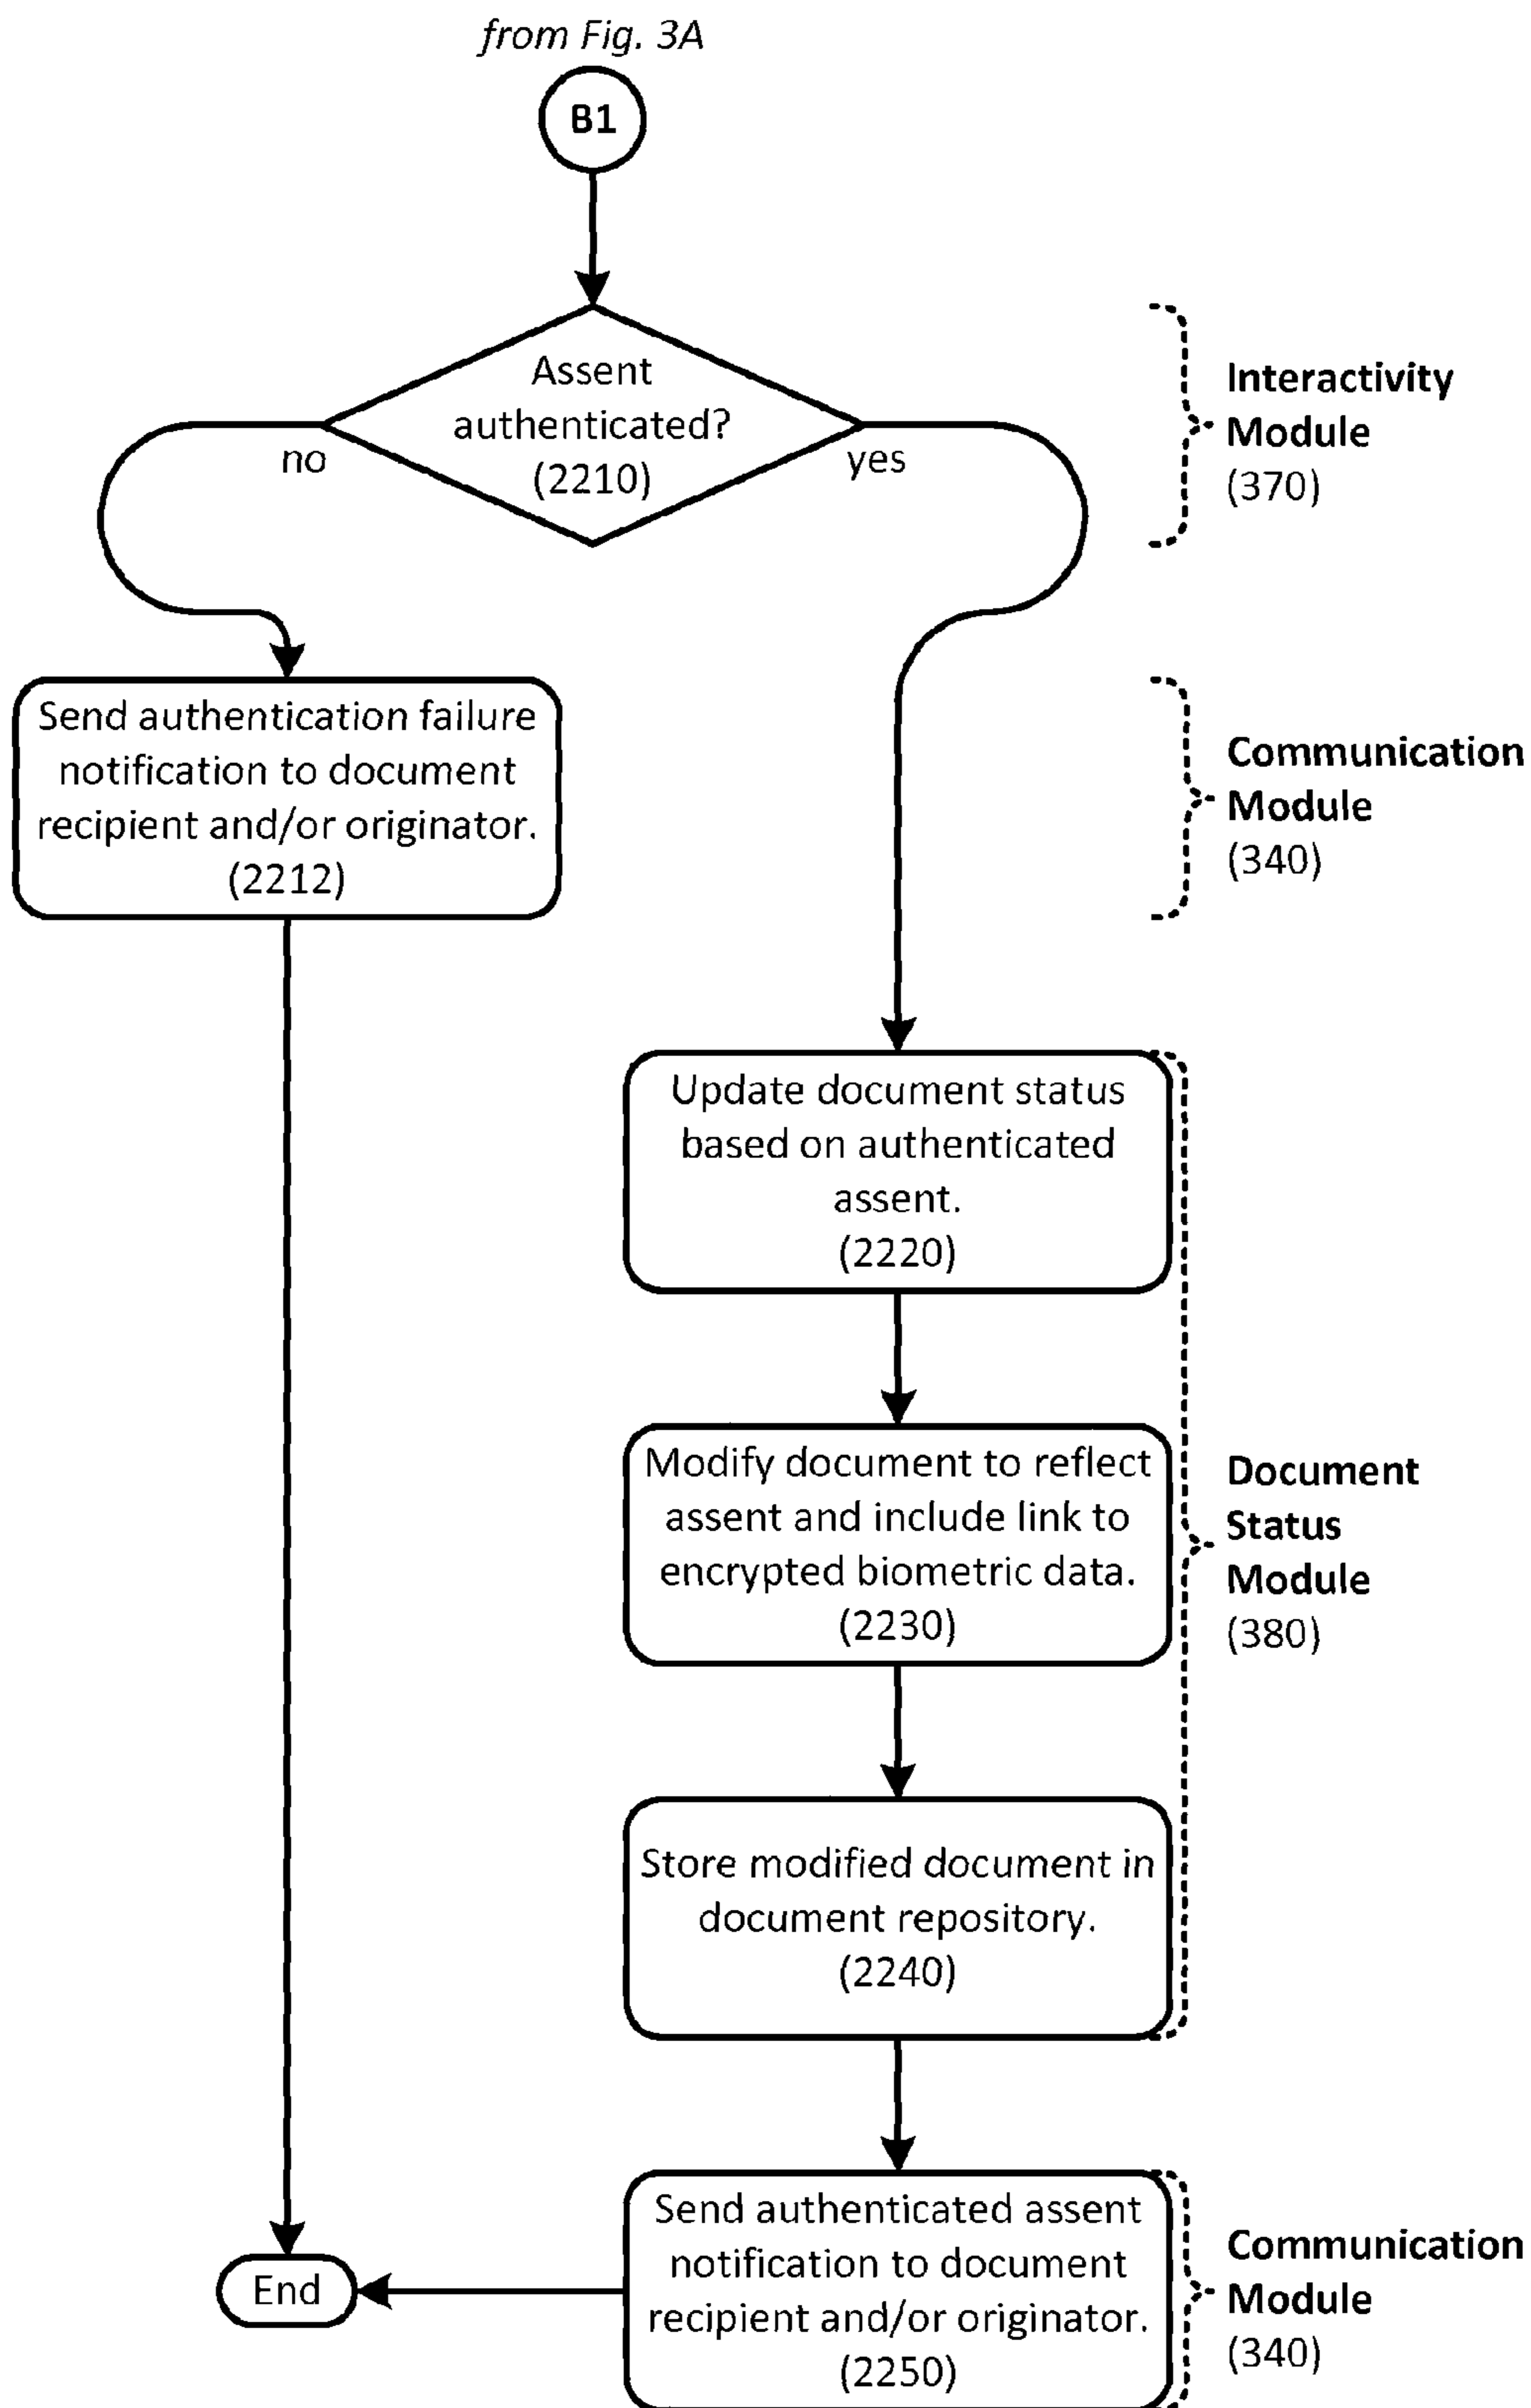 from Fig. 3A
B1
Assent
authenticated?
(2210)
no
yes
Interactivity
Module
(370)
Send authentication failure
notification to document
recipient and/or originator.
(2212)
Communication
Module
(340)
Update document status
based on authenticated
assent.
(2220)
Modify document to reflect
assent and include link to
encrypted biometric data.
(2230)
Document
Status
Module
(380)
Store modified document in
document repository.
(2240)
Send authenticated assent
notification to document
recipient and/or originator.
(2250)
End
Communication
Module
(340)